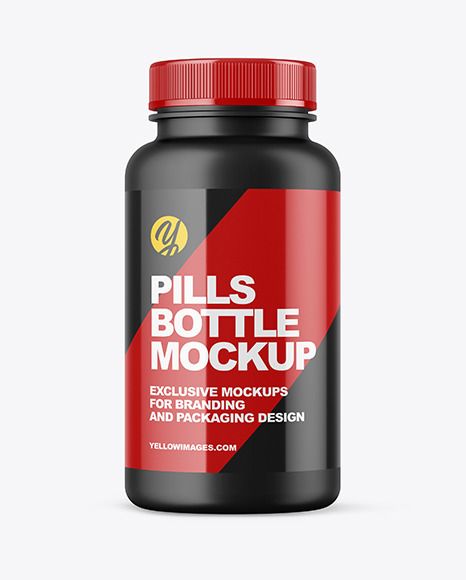 Y
PILLS
BOTTLE
MOCKUP
EXCLUSIVE MOCKUPS
FOR BRANDING
AND PACKAGING DESIGN
YELLOWIMAGES.COM